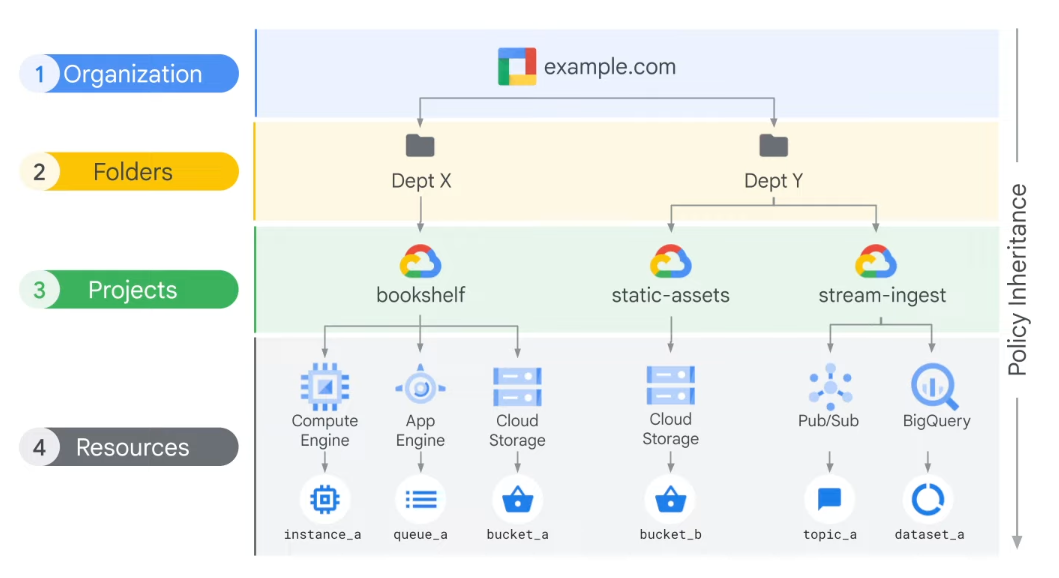 1 Organization
example.com
2 Folders
Dept X
Dept Y
3 Projects
bookshelf
static-assets
stream-ingest
4 Resources
Compute
Engine
App
Engine
Cloud
Storage
Cloud
Storage
Pub/Sub
BigQuery
instance_a
queue_a
bucket_a
bucket_b
topic_a
dataset_a
Policy Inheritance